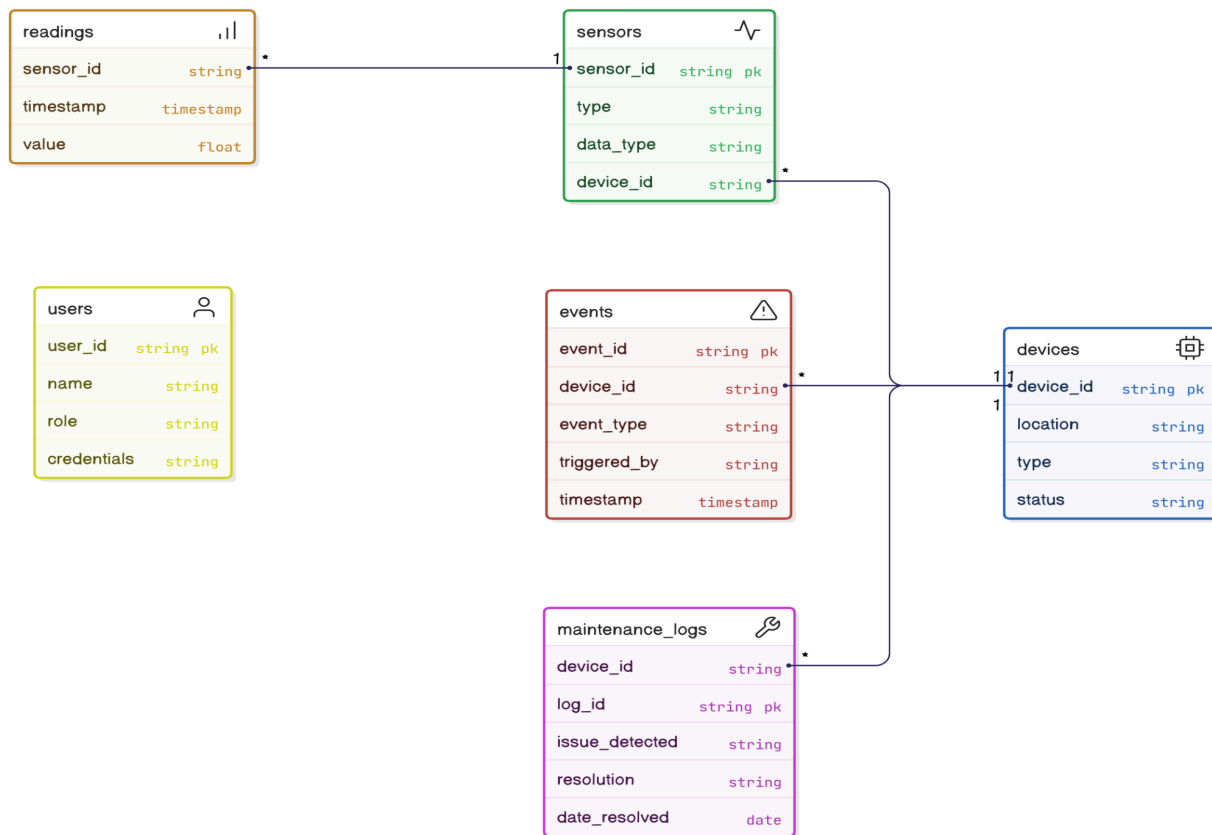 readings
sensor_id string
timestamp timestamp
value float
* 1
sensors
sensor_id string pk
type string
data_type string
device_id string
*
users
user_id string pk
name string
role string
credentials string
events
event_id string pk
device_id string
event_type string
triggered_by string
timestamp timestamp
*
1 1
1
devices
device_id string pk
location string
type string
status string
maintenance_logs
device_id string
log_id string pk
issue_detected string
resolution string
date_resolved date
*